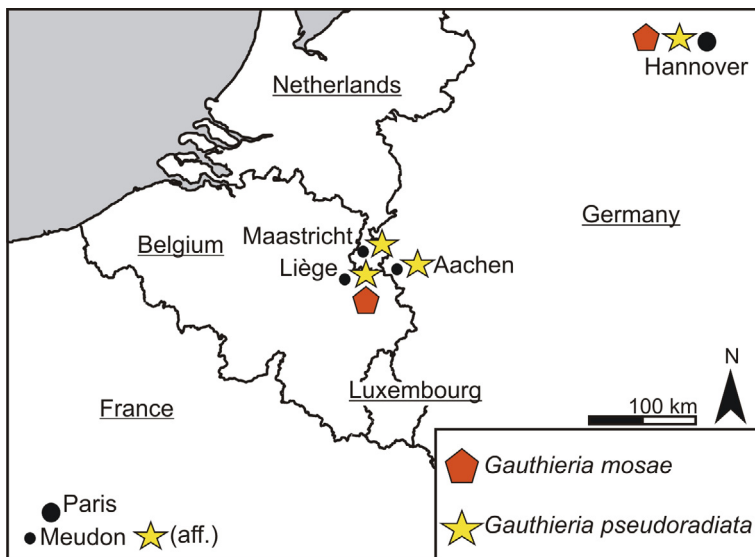 Netherlands
Hannover
Germany
Maastricht
Belgium
Liège
Aachen
Luxembourg
France
N
100 km
Paris
Meudon
(aff.)
Gauthieria mosae
Gauthieria pseudoradiata